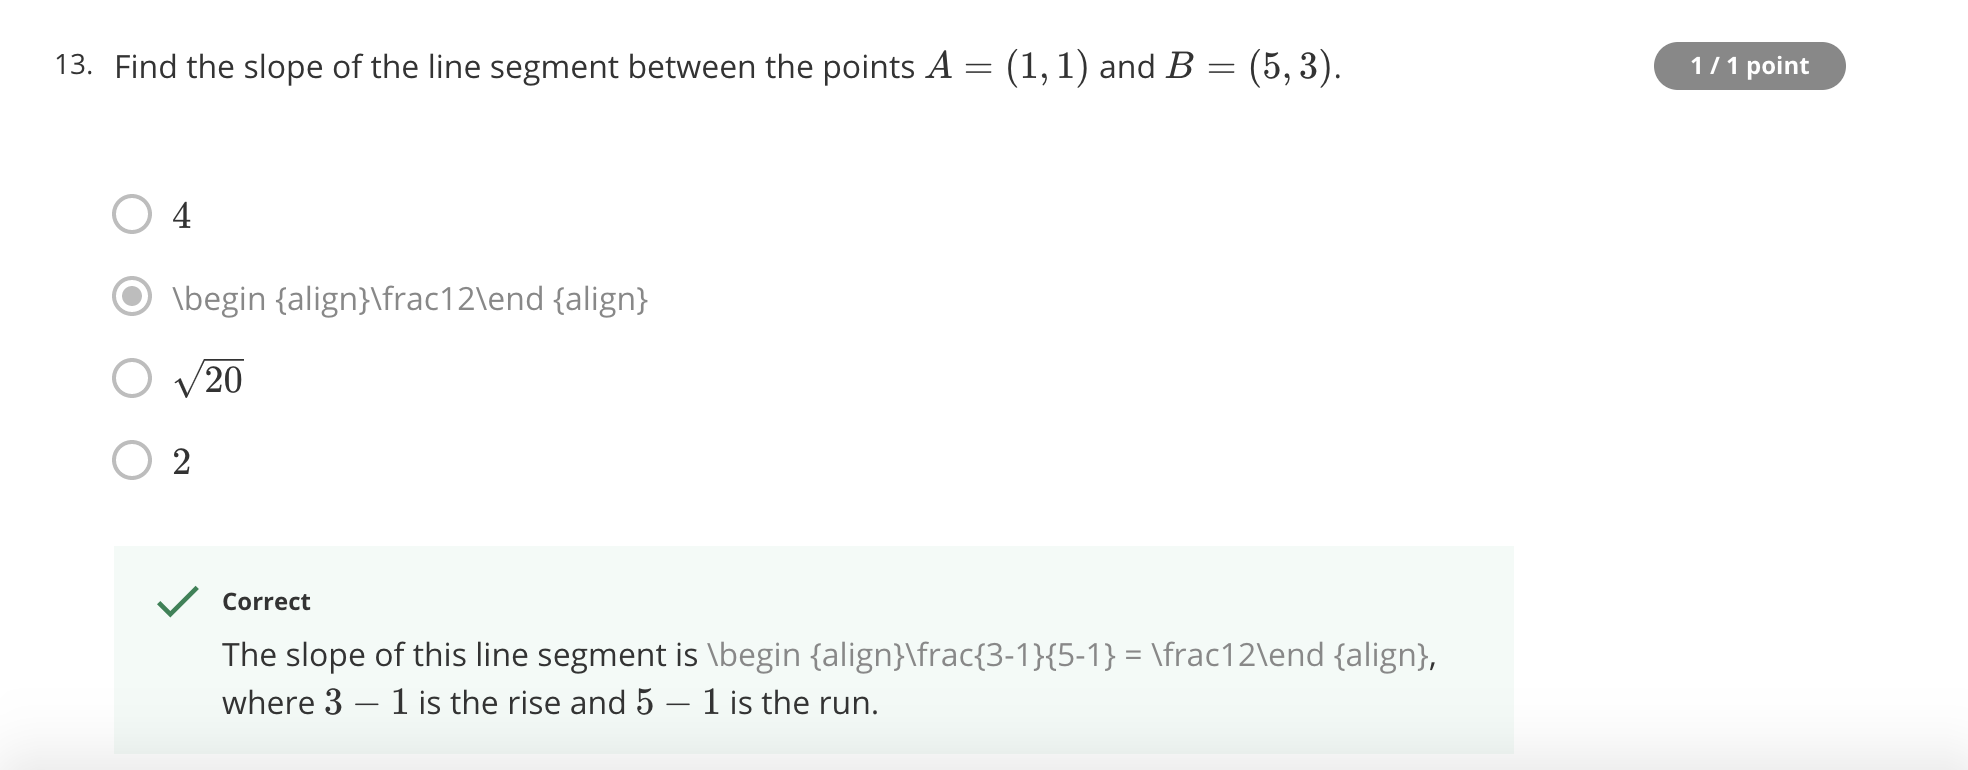 13. Find the slope of the line segment between the points A = (1, 1) and B = (5, 3).
1 / 1 point
4
\begin {align}\frac12\end {align}
√20
2
Correct
The slope of this line segment is \begin {align}\frac{3-1}{5-1} = \frac12\end {align},
where 3 − 1 is the rise and 5 − 1 is the run.